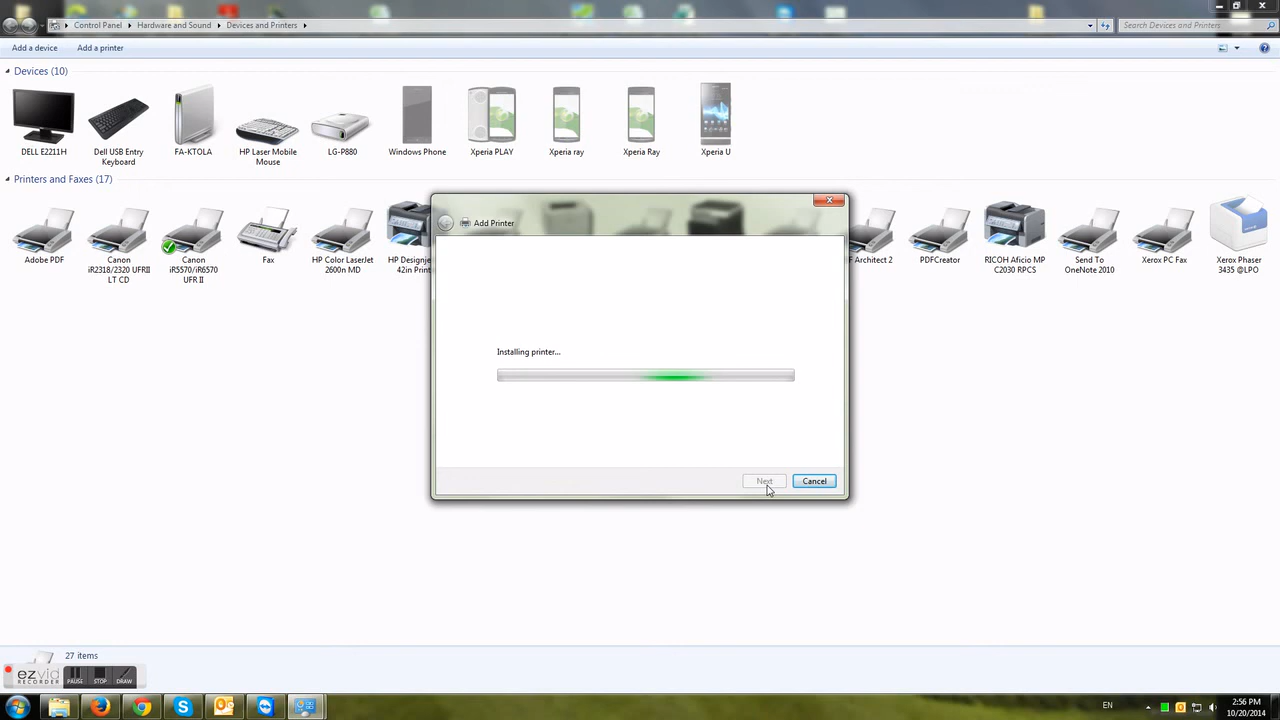 Control Panel
Hardware and Sound
Devices and Printers
Search Devices and Printers
Add a device
Add a printer
Devices (10)
DELL E2211H
Dell USB Entry
Keyboard
FA-KTOLA
HP Laser Mobile
Mouse
LG-P880
Windows Phone
Xperia PLAY
Xperia ray
Xperia Ray
Xperia U
Printers and Faxes (17)
Adobe PDF
Canon
iR2318/2320 UFRII
LT CD
Canon
iR5570/iR6570
UFR II
Fax
HP Color LaserJet
2600n MD
HP Designje
42in Print
F Architect 2
PDFCreator
RICOH Aficio MP
C2030 RPCS
Send To
OneNote 2010
Xerox PC Fax
Xerox Phaser
3435 @LPO
Add Printer
Installing printer...
Next
Cancel
27 items
ezvid
RECORDER
PAUSE
STOP
DRAW
EN
2:56 PM
10/20/2014